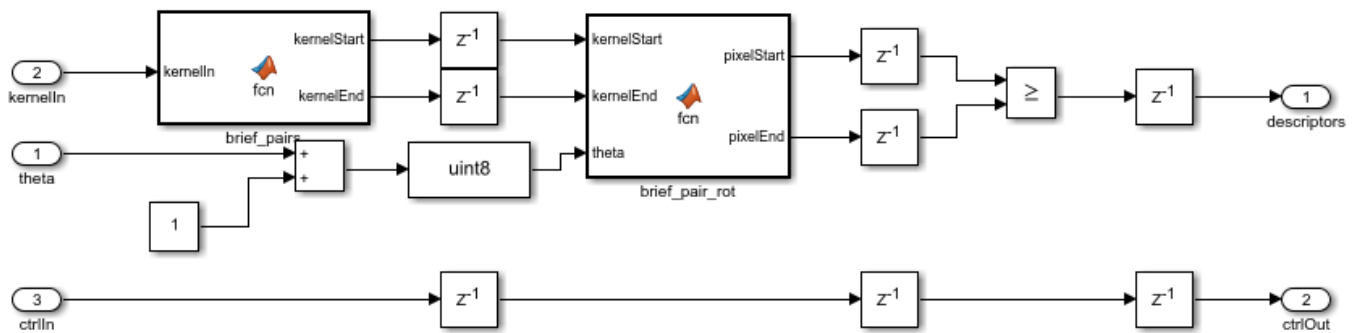 kernelStart
z-1
kernelStart
z-1
2
kernelIn
kernelIn
fcn
pixelStart
kernelEnd
z-1
kernelEnd
fcn
≥
z-1
1
descriptors
brief_pairs
pixelEnd
z-1
1
theta
+
+
uint8
theta
brief_pair_rot
1
3
ctrlIn
z-1
z-1
z-1
2
ctrlOut